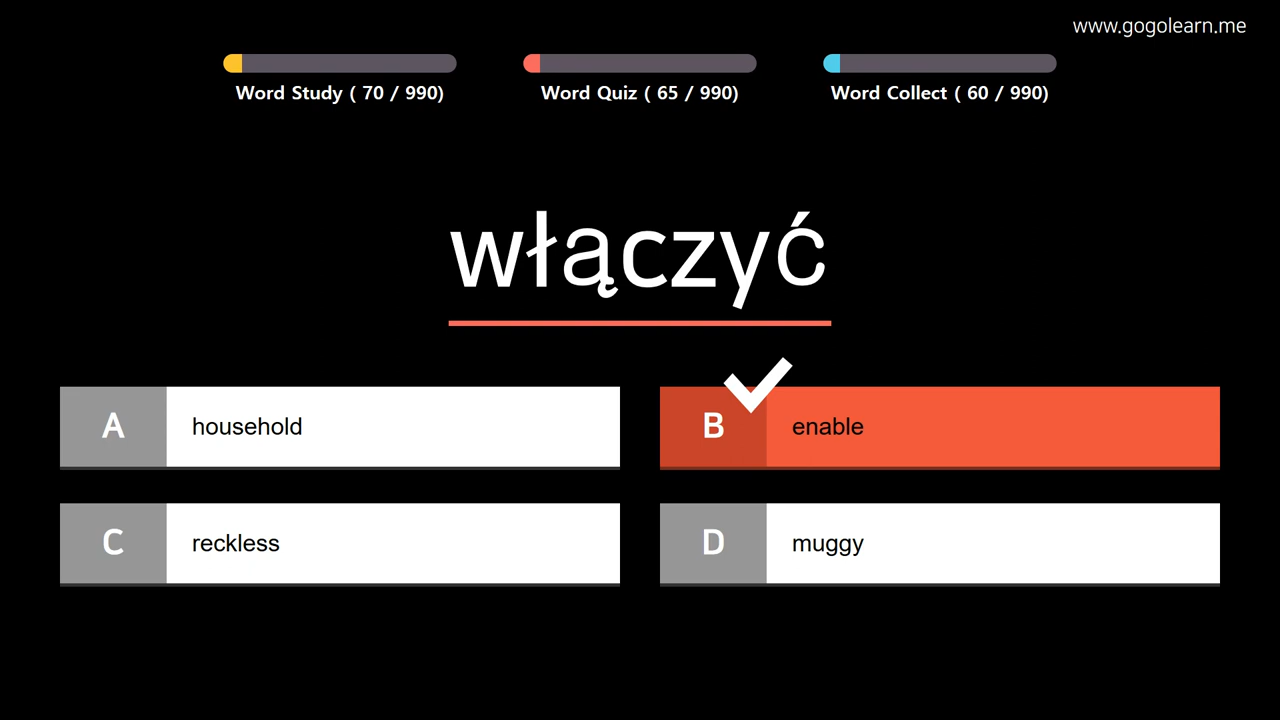 www.gogolearn.me
Word Study ( 70 / 990)
Word Quiz ( 65 / 990)
Word Collect ( 60 / 990)
włączyć
A household
B enable
C reckless
D muggy